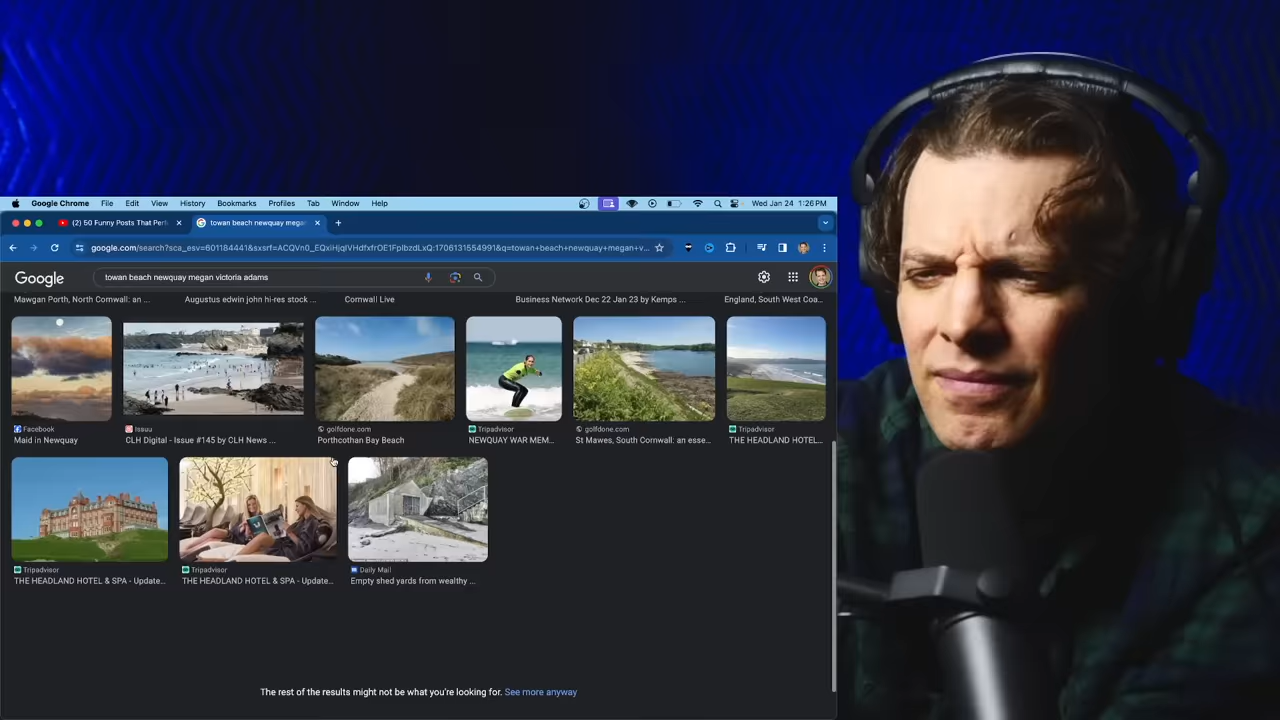 Google Chrome File Edit View History Bookmarks Profiles Tab Window Help Wed Jan 24 1:26 PM
(2) 50 Funny Posts That Per
towan beach newquay mega
google.com/search?sca_esv=601184441&sxsrf=
&q=towan+beach+newquay+megan+v...
Google
towan beach newquay megan victoria adams
Mawgan Porth, North Cornwall: an ...
Augustus edwin john hi-res stock ...
Cornwall Live
Business Network Dec 22 Jan 23 by Kemps ...
England, South West Coa...
Facebook
Maid in Newquay
Issuu
CLH Digital - Issue #145 by CLH News ...
golfdone.com
Porthcothan Bay Beach
Tripadvisor
NEWQUAY WAR MEM...
golfdone.com
St Mawes, South Cornwall: an esse...
Tripadvisor
THE HEADLAND HOTEL...
Tripadvisor
THE HEADLAND HOTEL & SPA - Update...
Tripadvisor
THE HEADLAND HOTEL & SPA - Update...
Daily Mail
Empty shed yards from wealthy ...
The rest of the results might not be what you're looking for. See more anyway